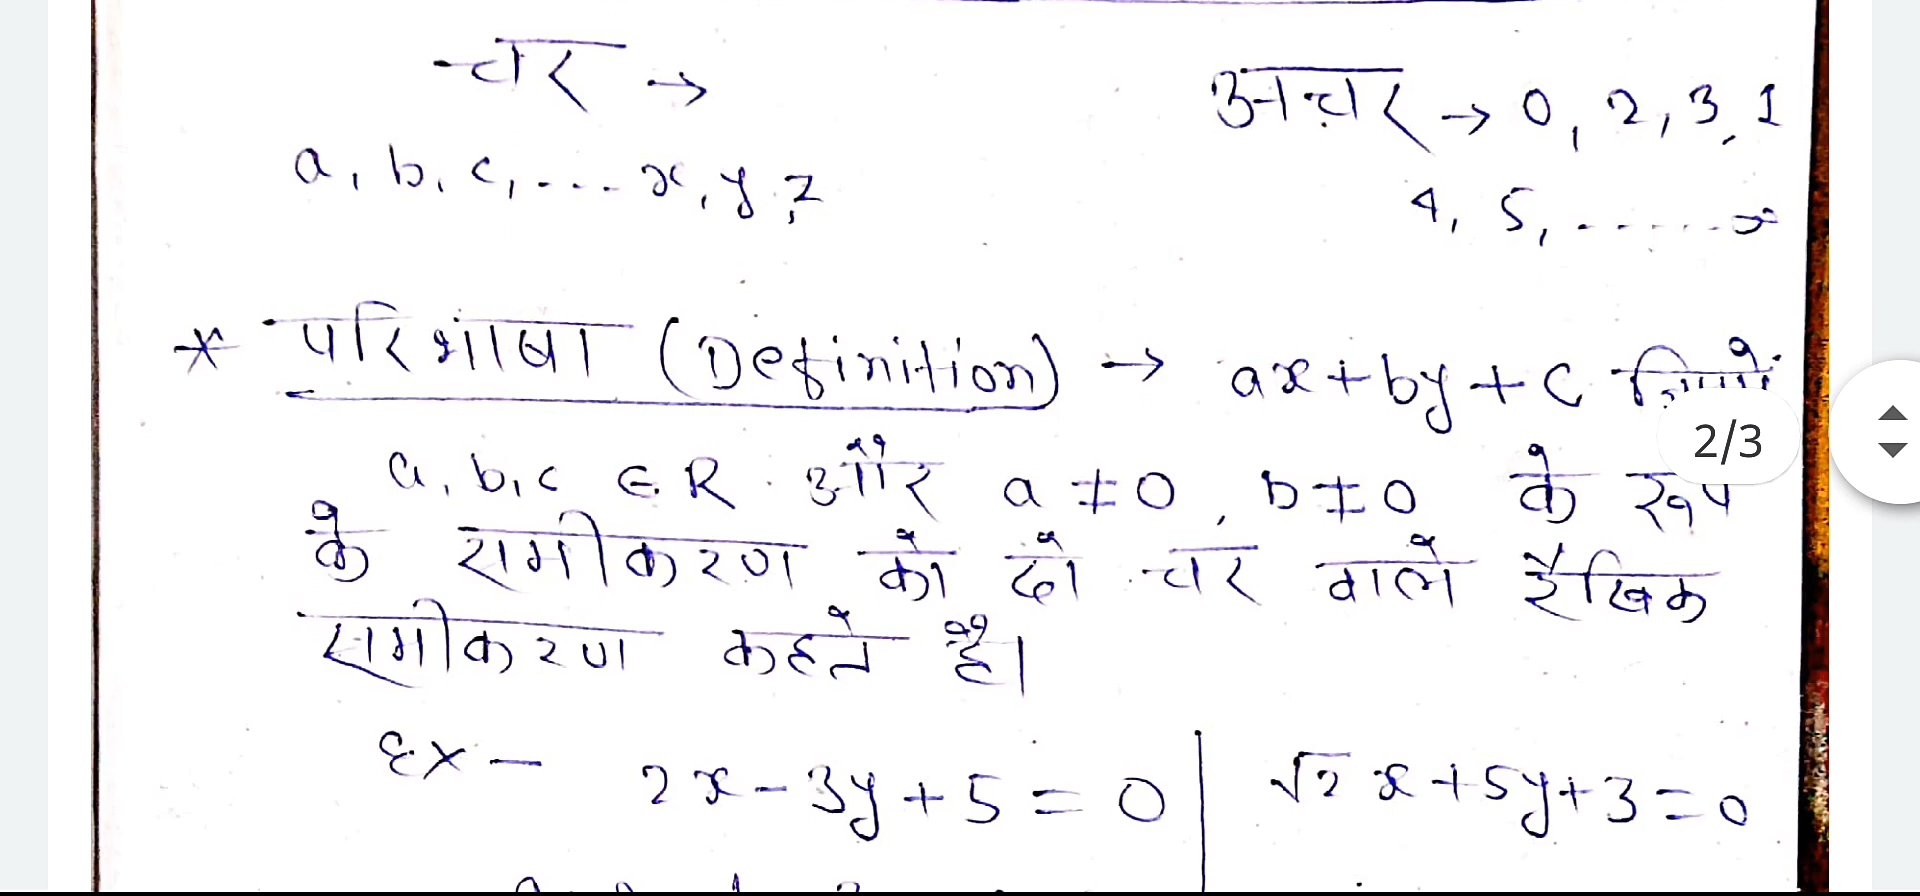 चर →
अचर → 0, 2, 3, 1
a, b, c, .... x, y, z
4, 5, ...... ∞
* परिभाषा (Definition) → ax+by+c
2/3
a, b, c ∈ R और a ≠ 0, b ≠ 0 के रूप
के समीकरण को दो चर वाले रैखिक
समीकरण कहते है।
Ex - 2x - 3y + 5 = 0 | √2 x + 5y + 3 = 0